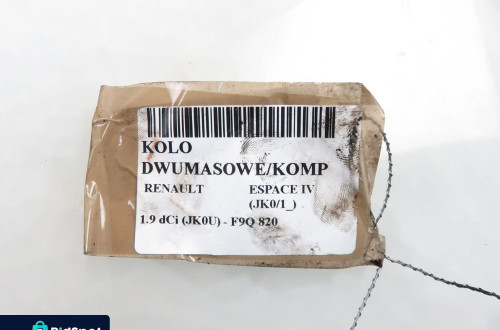 KOLO
DWUMASOWE/KOMP
RENAULT ESPACE IV
(JK0/1_)
1.9 dCi (JK0U) - F9Q 820